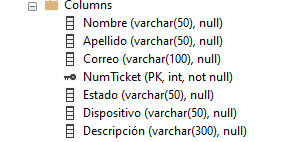 Columns
Nombre (varchar(50), null)
Apellido (varchar(50), null)
Correo (varchar(100), null)
NumTicket (PK, int, not null)
Estado (varchar(50), null)
Dispositivo (varchar(50), null)
Descripción (varchar(300), null)